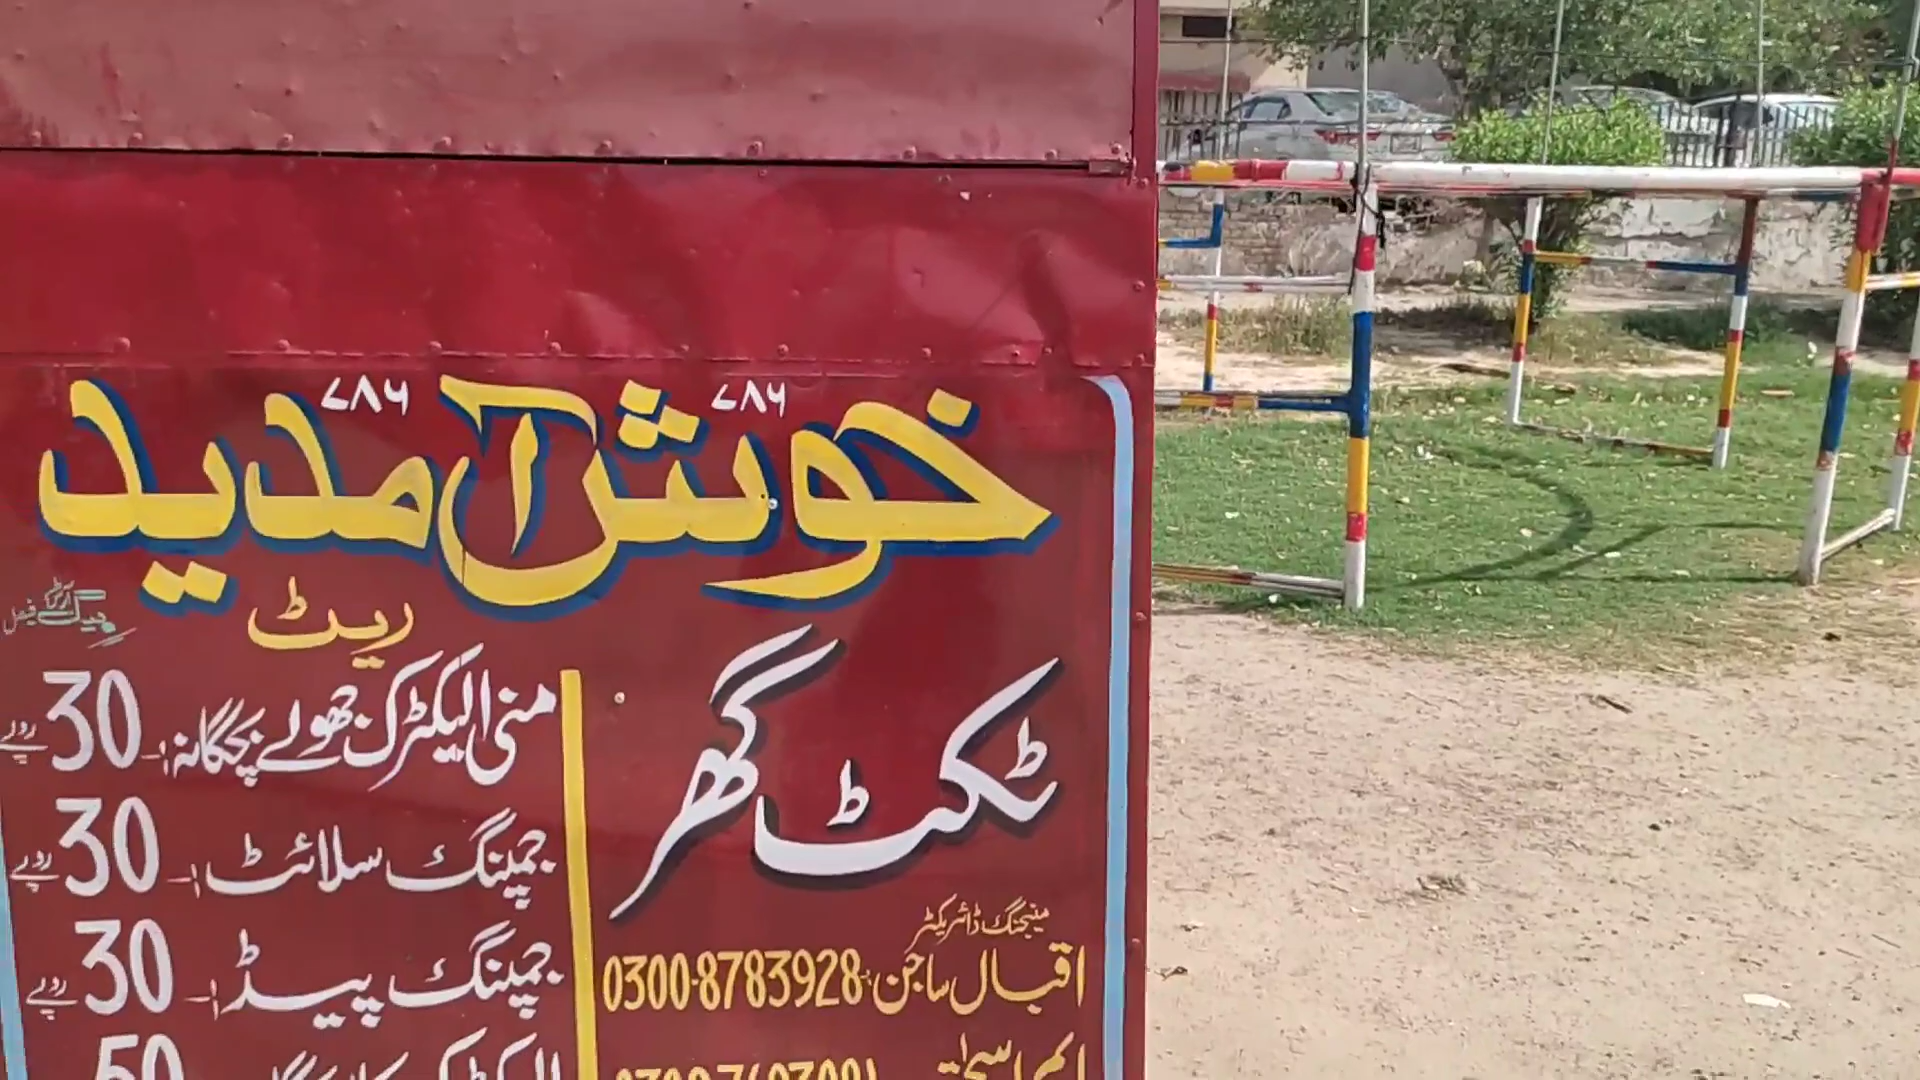 ۷۸۶ ۷۸۶
خوش آمدید
ٹکٹ گھر
منیجنگ ڈائریکٹر
اقبال ساجن: 0300-8783928
ریٹ
منی الیکٹرک جھولے بچگانہ:- 30 روپے
جمپنگ سلائٹ:- 30 روپے
جمپنگ پیڈ:- 30 روپے
50